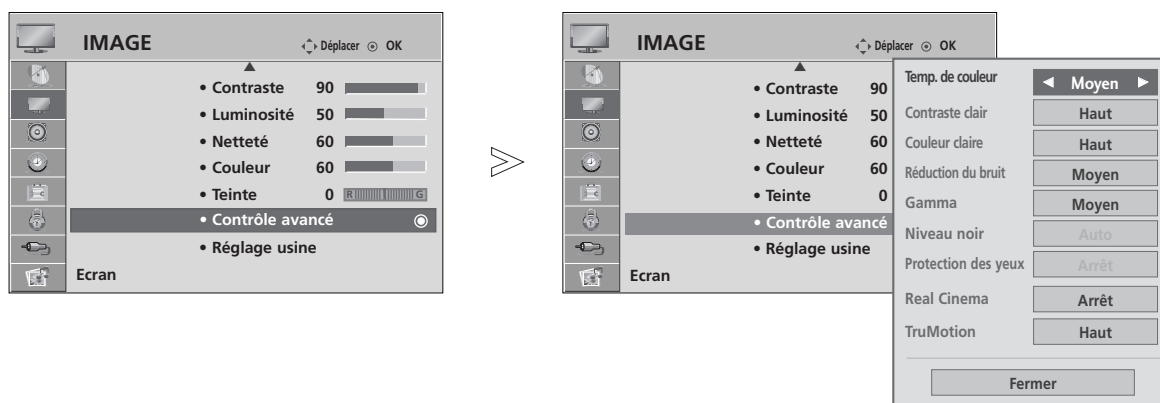 IMAGE
Déplacer OK
• Contraste 90
• Luminosité 50
• Netteté 60
• Couleur 60
• Teinte 0 R G
• Contrôle avancé
• Réglage usine
Ecran
IMAGE
Déplacer OK
• Contraste 90
• Luminosité 50
• Netteté 60
• Couleur 60
• Teinte 0
• Contrôle avancé
• Réglage usine
Ecran
Temp. de couleur Moyen
Contraste clair Haut
Couleur claire Haut
Réduction du bruit Moyen
Gamma Moyen
Niveau noir Auto
Protection des yeux Arrêt
Real Cinema Arrêt
TruMotion Haut
Fermer